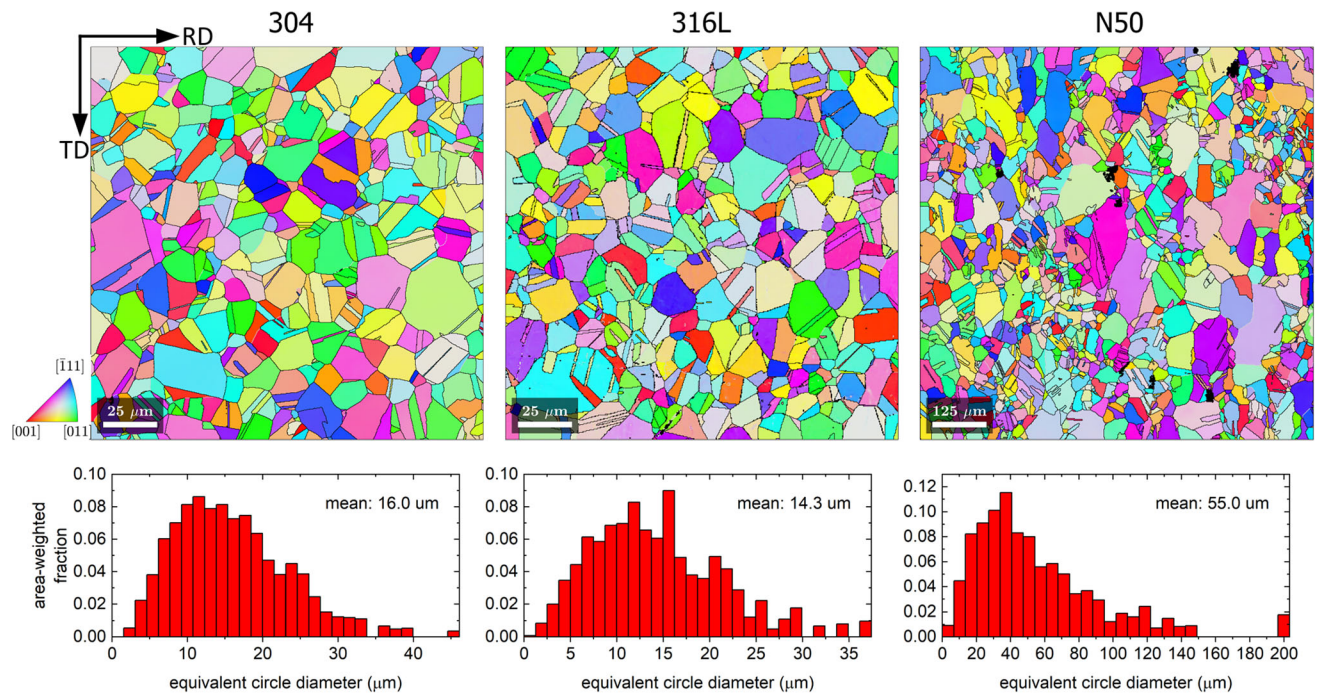 304
316L
N50
RD
TD
[1̄11]
[001] [011]
25 μm
25 μm
125 μm
area-weighted
fraction
0.10
0.08
0.06
0.04
0.02
0.00
mean: 16.0 um
0 10 20 30 40
equivalent circle diameter (μm)
0.10
0.08
0.06
0.04
0.02
0.00
mean: 14.3 um
0 5 10 15 20 25 30 35
equivalent circle diameter (μm)
0.12
0.10
0.08
0.06
0.04
0.02
0.00
mean: 55.0 um
0 20 40 60 80 100 120 140 160 180 200
equivalent circle diameter (μm)